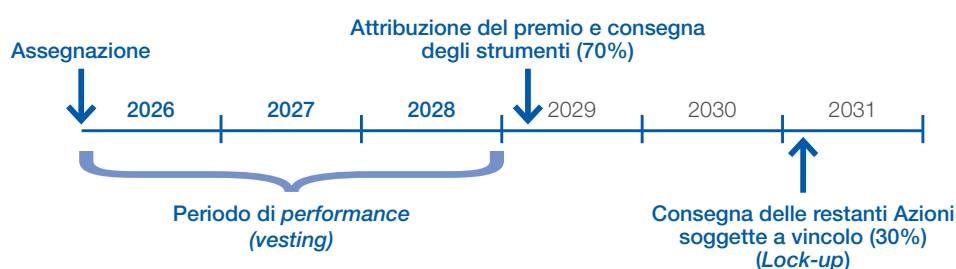 Attribuzione del premio e consegna
degli strumenti (70%)
Assegnazione
2026 2027 2028 2029 2030 2031
Periodo di performance
(vesting)
Consegna delle restanti Azioni
soggette a vincolo (30%)
(Lock-up)